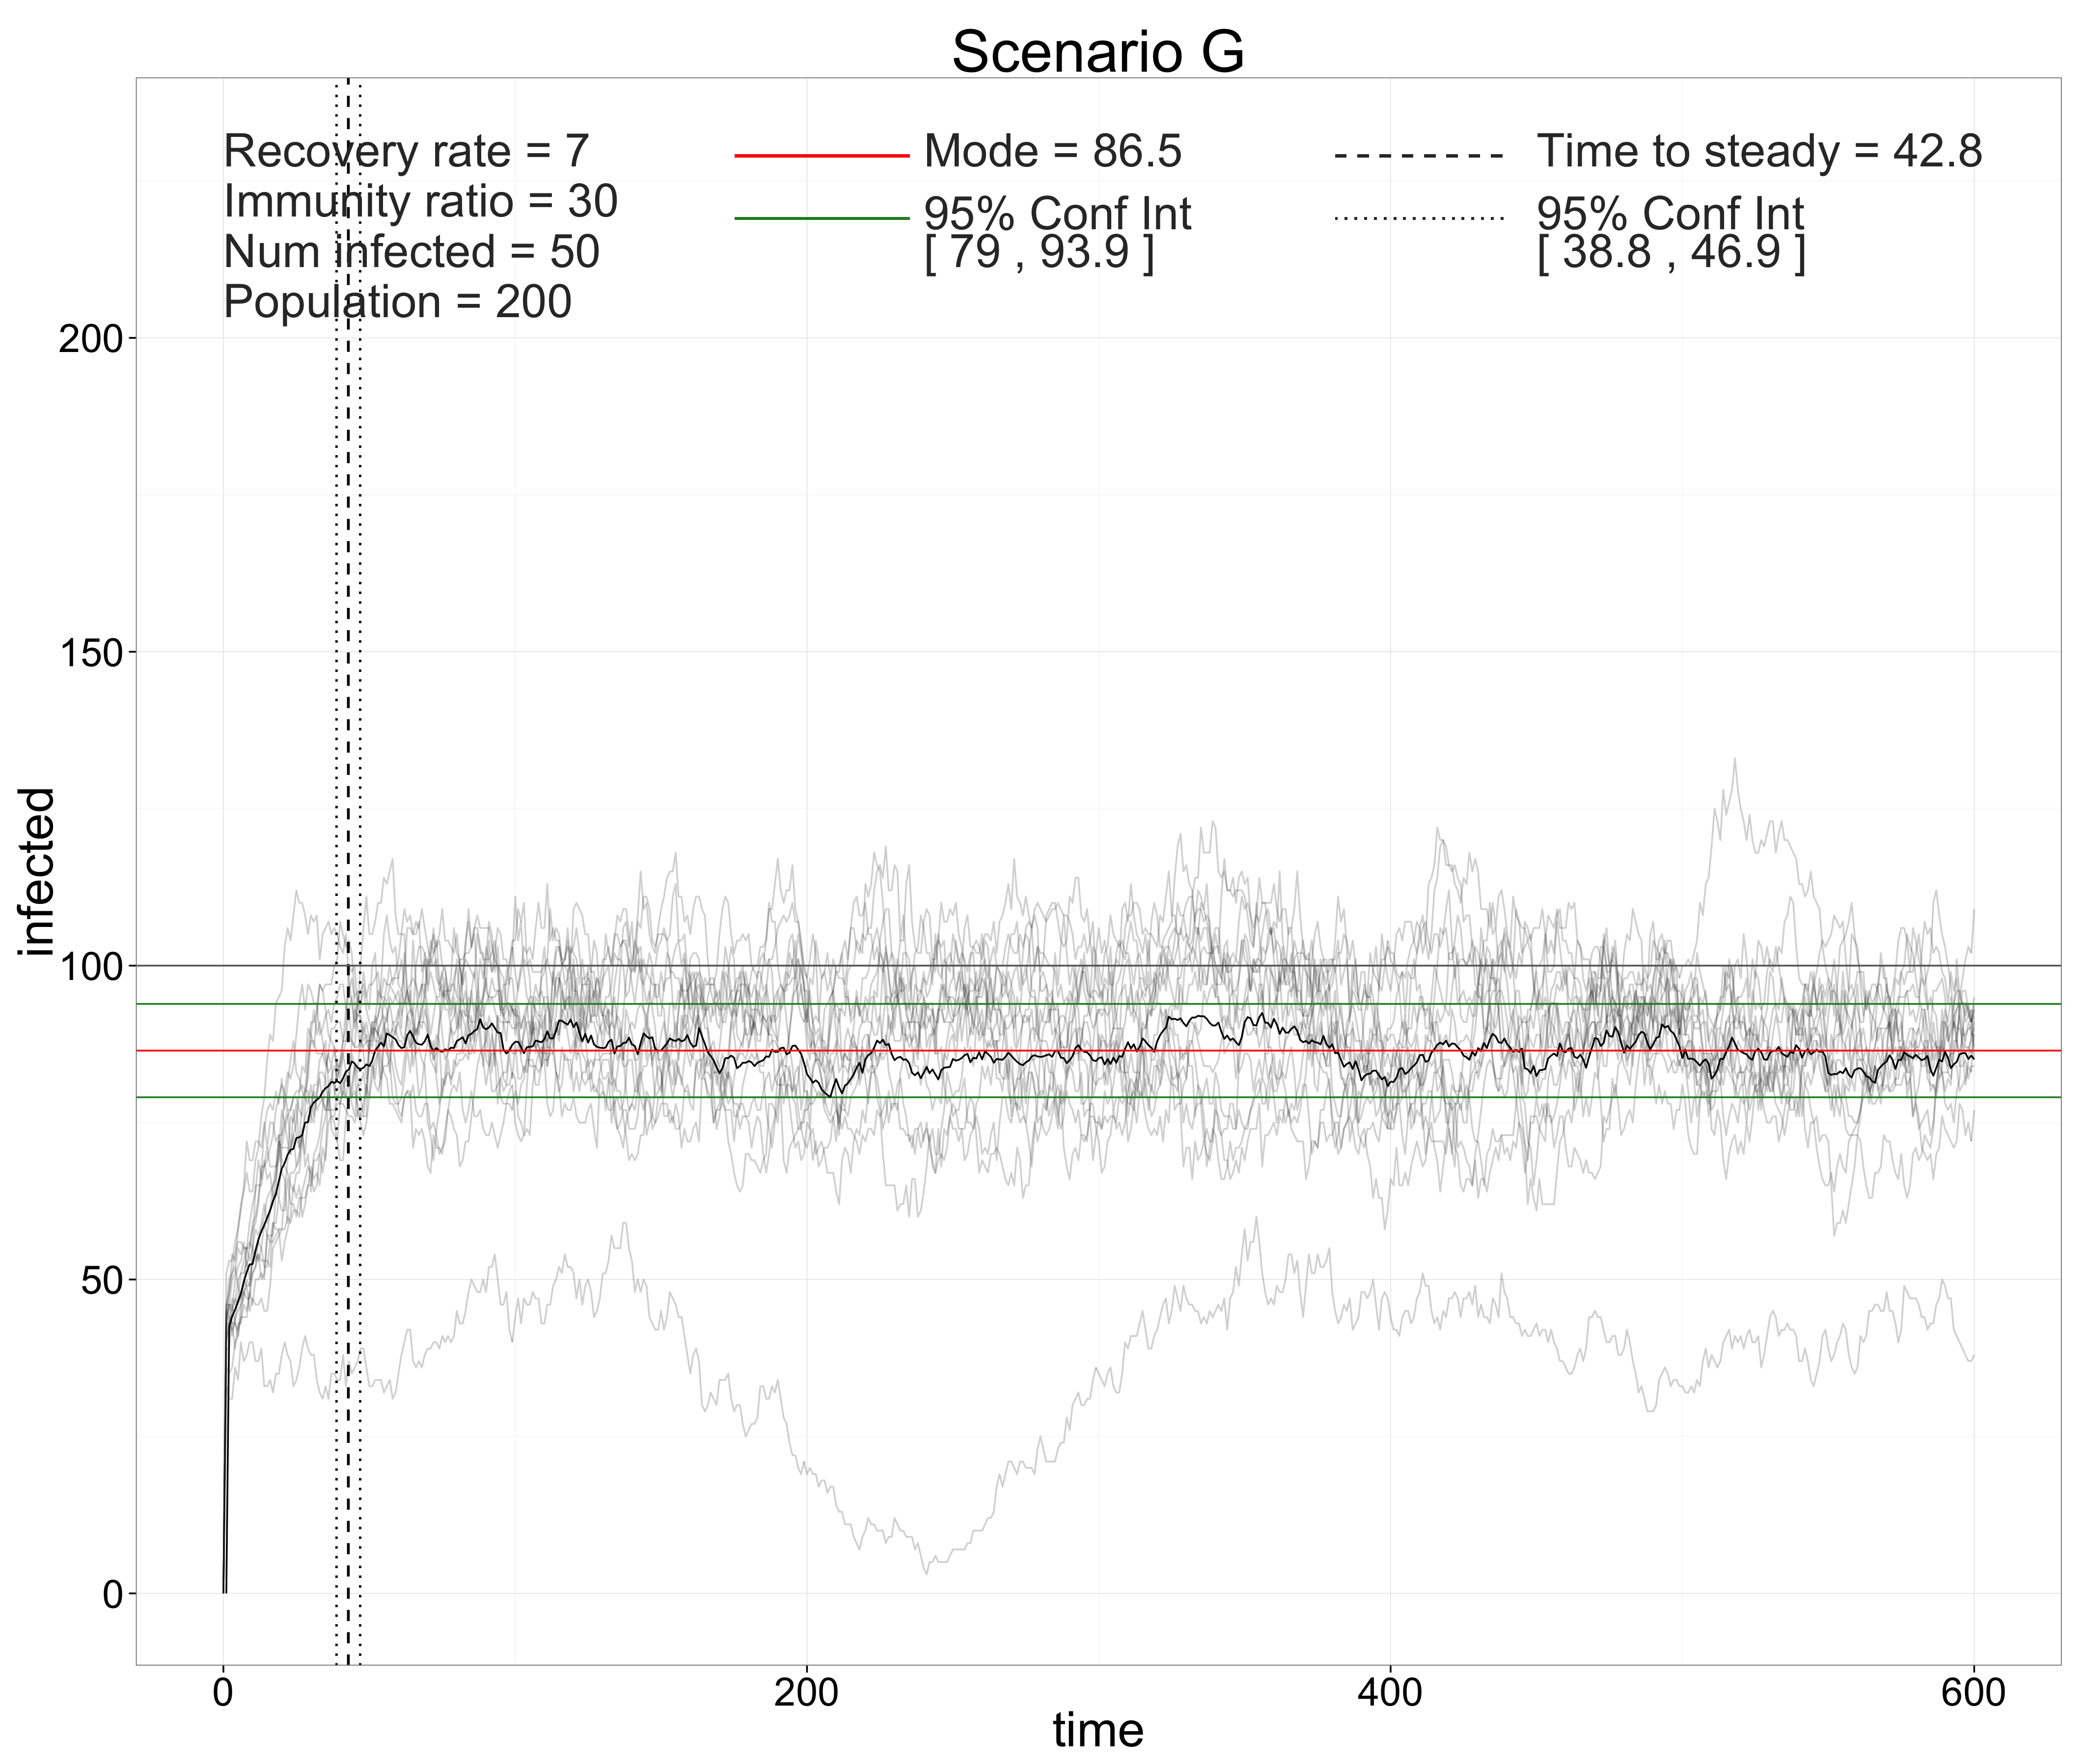 Scenario G
Recovery rate = 7
Immunity ratio = 30
Num infected = 50
Population = 200
Mode = 86.5
95% Conf Int
[ 79 , 93.9 ]
Time to steady = 42.8
95% Conf Int
[ 38.8 , 46.9 ]
infected
200
150
100
50
0
0 200 400 600
time